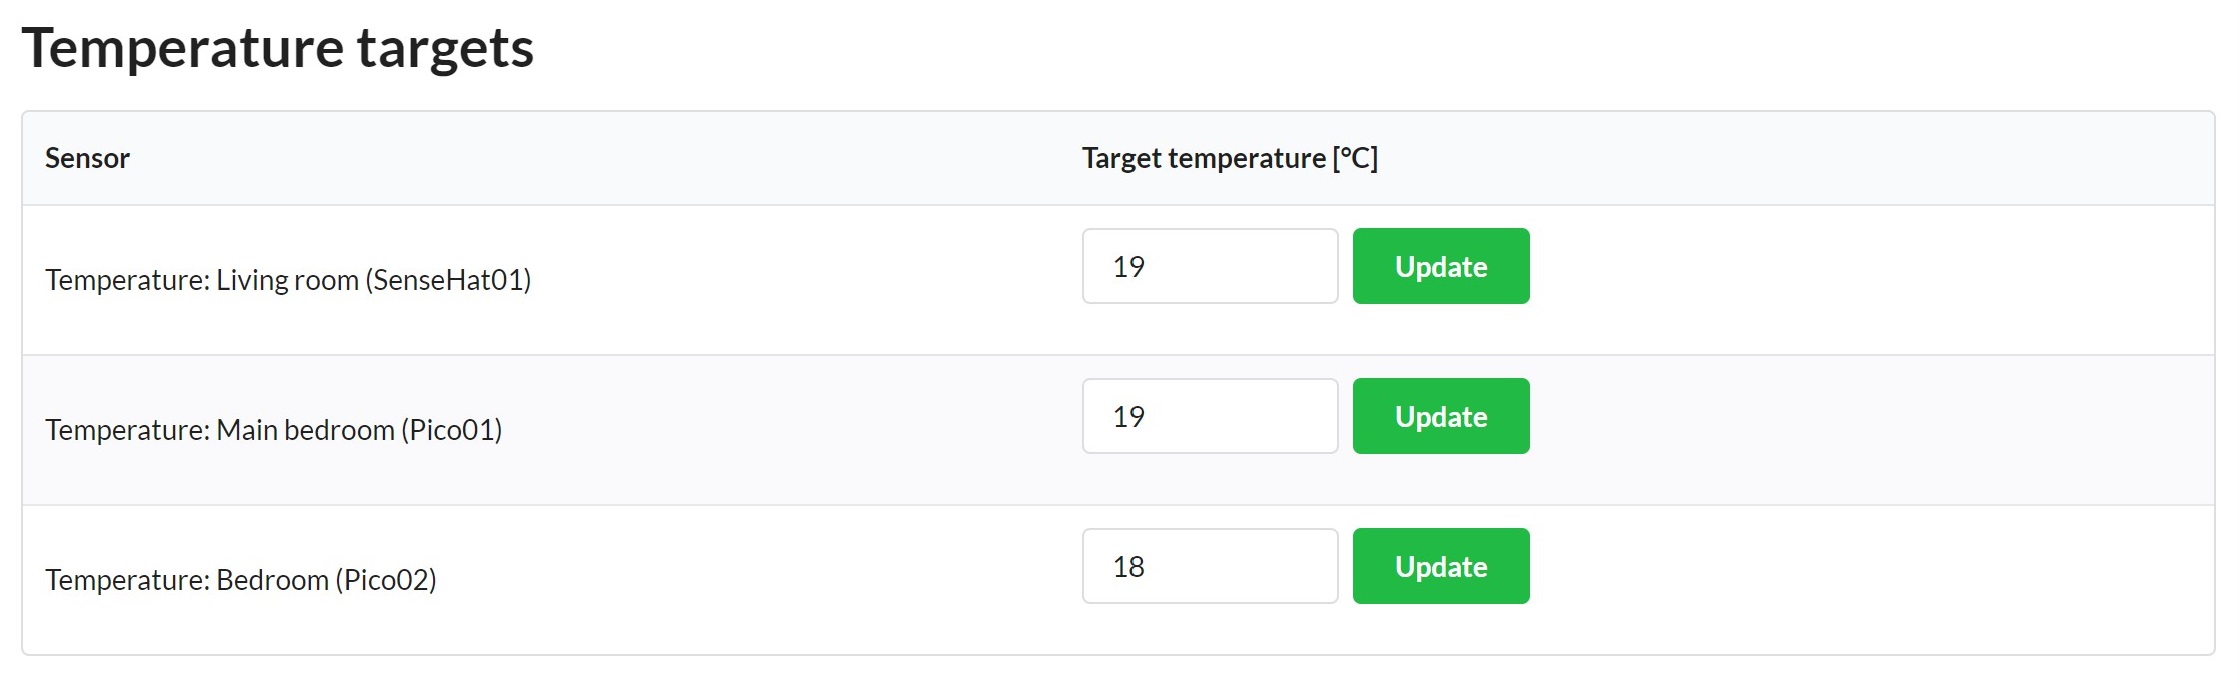 Temperature targets
Sensor Target temperature [°C]
Temperature: Living room (SenseHat01) 19 Update
Temperature: Main bedroom (Pico01) 19 Update
Temperature: Bedroom (Pico02) 18 Update